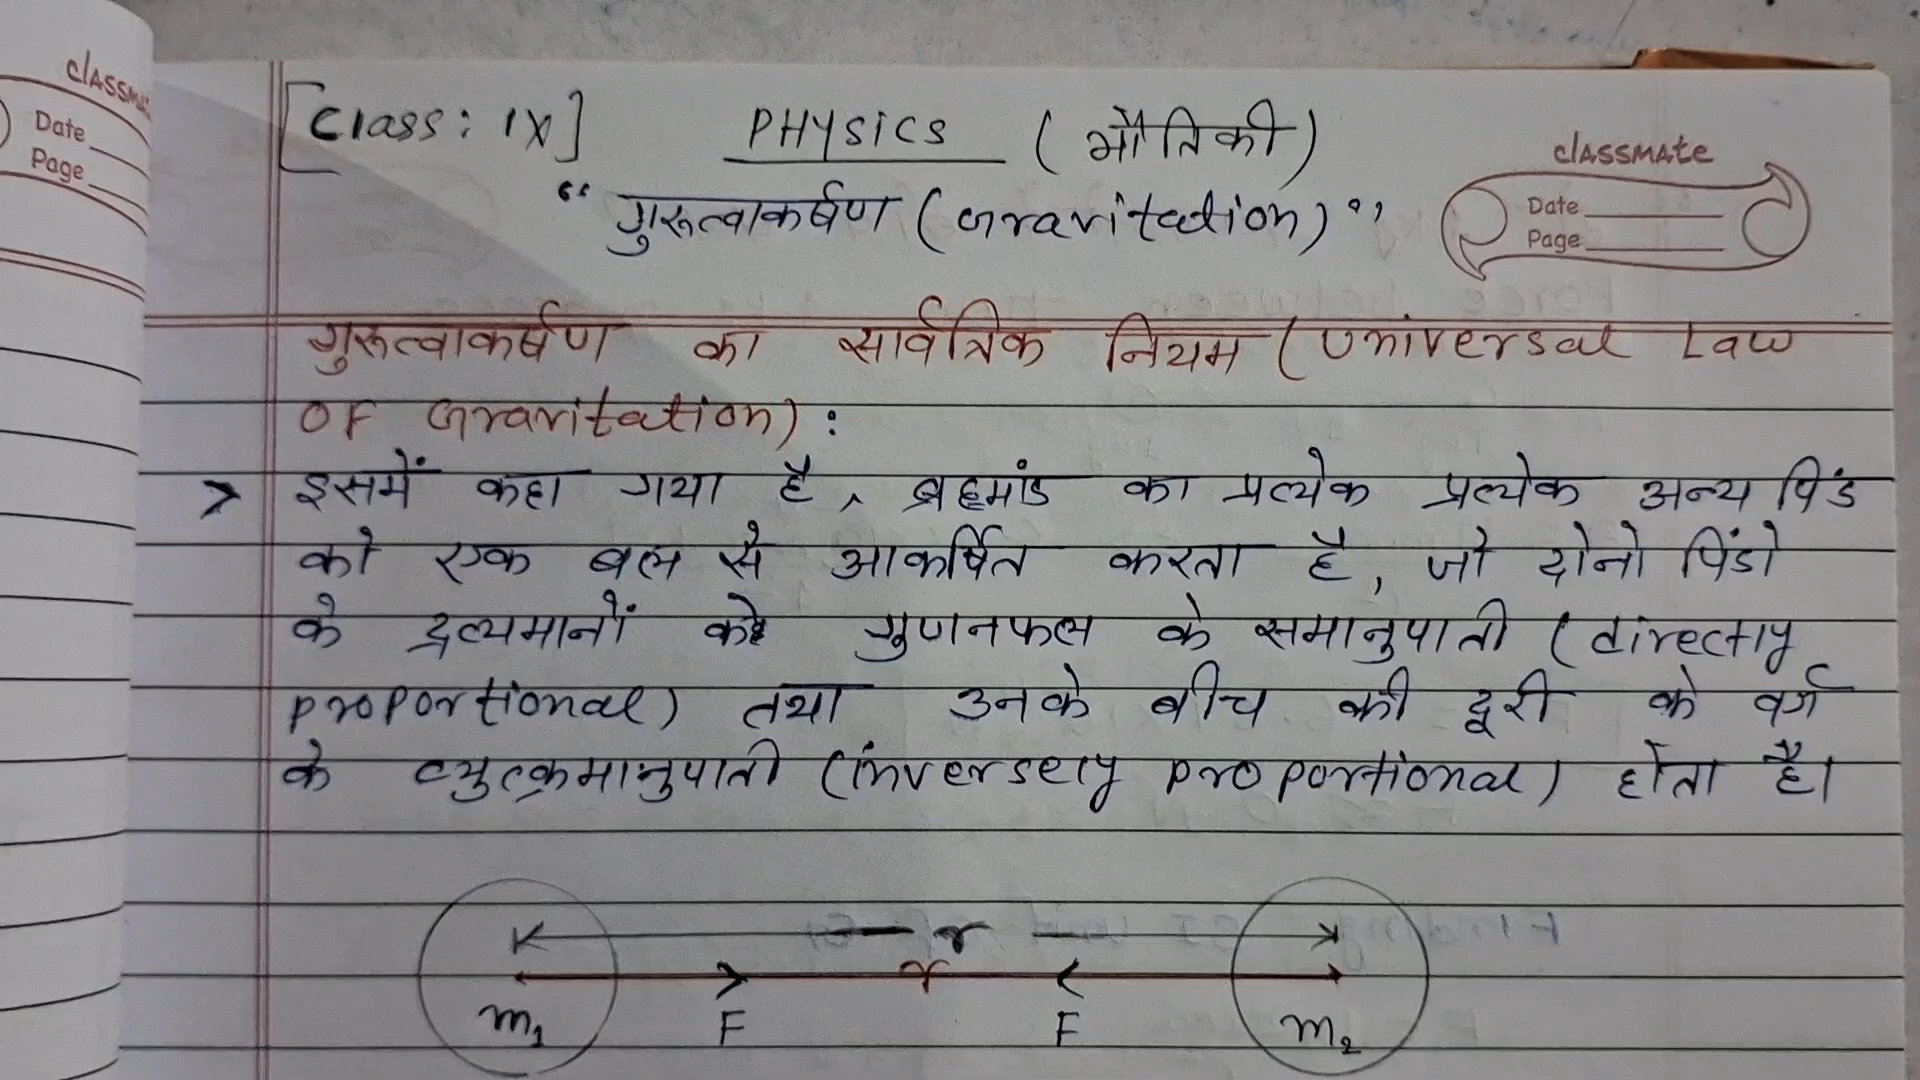 classmate
Date
Page
[Class: IX] PHYSICS (भौतिकी)
classmate
Date
Page
"गुरुत्वाकर्षण (Gravitation)"
गुरुत्वाकर्षण का सार्वत्रिक नियम (Universal Law
OF Gravitation):
> इसमें कहा गया है, ब्रह्मांड का प्रत्येक प्रत्येक अन्य पिंड
को एक बल से आकर्षित करता है, जो दोनो पिंडो
के द्रव्यमानों के गुणनफल के समानुपाती (directly
proportional) तथा उनके बीच की दूरी के वर्ग
के व्युत्क्रमानुपाती (inversely proportional) होता है।
r
r
m₁ F F m₂